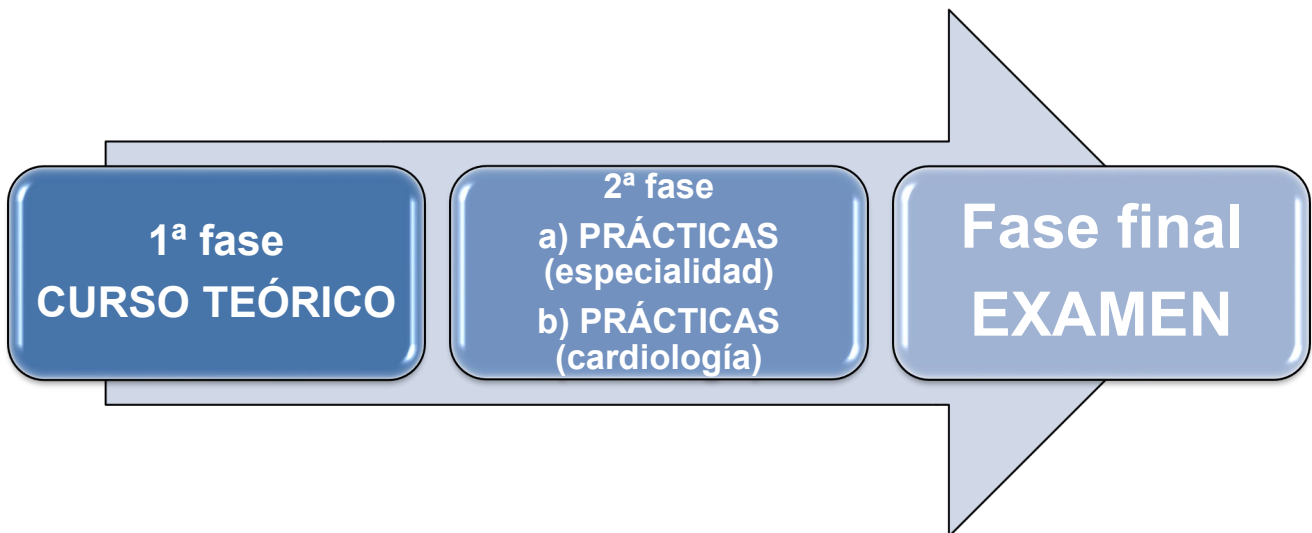 1ª fase
CURSO TEÓRICO
2ª fase
a) PRÁCTICAS
(especialidad)
b) PRÁCTICAS
(cardiología)
Fase final
EXAMEN